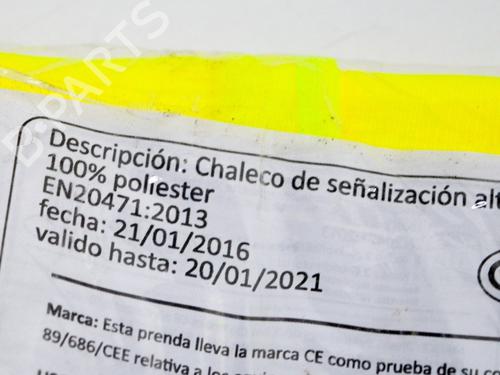 B-PARTS
Descripción: Chaleco de señalización alt
100% poliester
EN20471:2013
fecha: 21/01/2016
valido hasta: 20/01/2021
Marca: Esta prenda lleva la marca CE como prueba de su co
89/686/CEE relativa a los